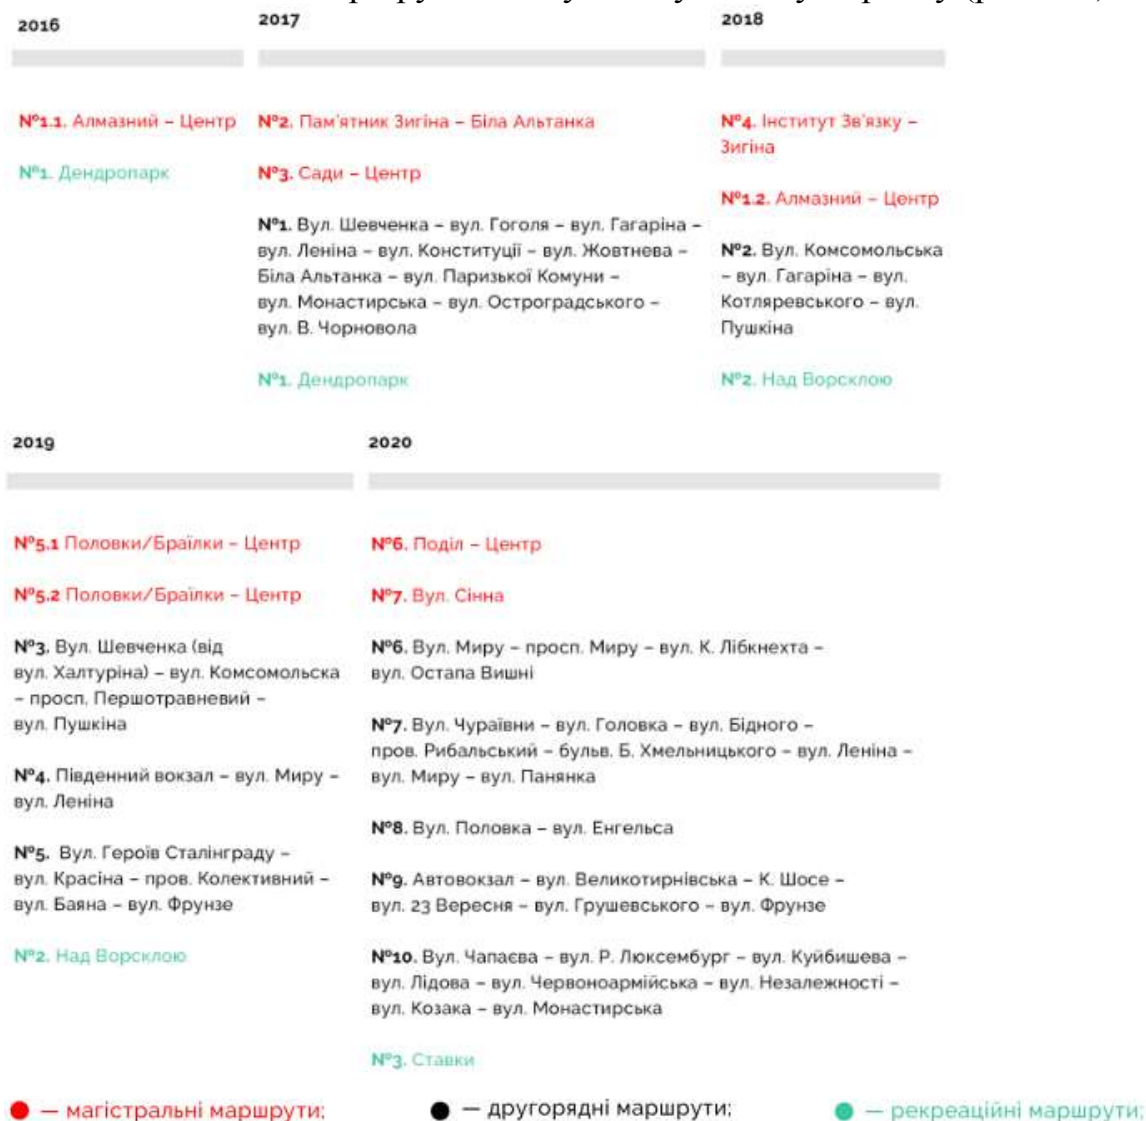 2016
№1.1. Алмазний – Центр
№1. Дендропарк
2017
№2. Пам'ятник Зигіна – Біла Альтанка
№3. Сади – Центр
№1. Вул. Шевченка – вул. Гоголя – вул. Гагаріна –
вул. Леніна – вул. Конституції – вул. Жовтнева –
Біла Альтанка – вул. Паризької Комуни –
вул. Монастирська – вул. Остроградського –
вул. В. Чорновола
№1. Дендропарк
2018
№4. Інститут Зв'язку –
Зигіна
№1.2. Алмазний – Центр
№2. Вул. Комсомольська
– вул. Гагаріна – вул.
Котляревського – вул.
Пушкіна
№2. Над Ворсклою
2019
№5.1 Половки/Браїлки – Центр
№5.2 Половки/Браїлки – Центр
№3. Вул. Шевченка (від
вул. Халтуріна) – вул. Комсомольска
– просп. Першотравневий –
вул. Пушкіна
№4. Південний вокзал – вул. Миру –
вул. Леніна
№5. Вул. Героїв Сталінграду –
вул. Красіна – пров. Колективний –
вул. Баяна – вул. Фрунзе
№2. Над Ворсклою
2020
№6. Поділ – Центр
№7. Вул. Сінна
№6. Вул. Миру – просп. Миру – вул. К. Лібкнехта –
вул. Остапа Вишні
№7. Вул. Чураївни – вул. Головка – вул. Бідного –
пров. Рибальський – бульв. Б. Хмельницького – вул. Леніна –
вул. Миру – вул. Панянка
№8. Вул. Половка – вул. Енгельса
№9. Автовокзал – вул. Великотирнівська – К. Шосе –
вул. 23 Вересня – вул. Грушевського – вул. Фрунзе
№10. Вул. Чапаєва – вул. Р. Люксембург – вул. Куйбишева –
вул. Лідова – вул. Червоноармійська – вул. Незалежності –
вул. Козака – вул. Монастирська
№3. Ставки
— магістральні маршрути;
— другорядні маршрути;
— рекреаційні маршрути;